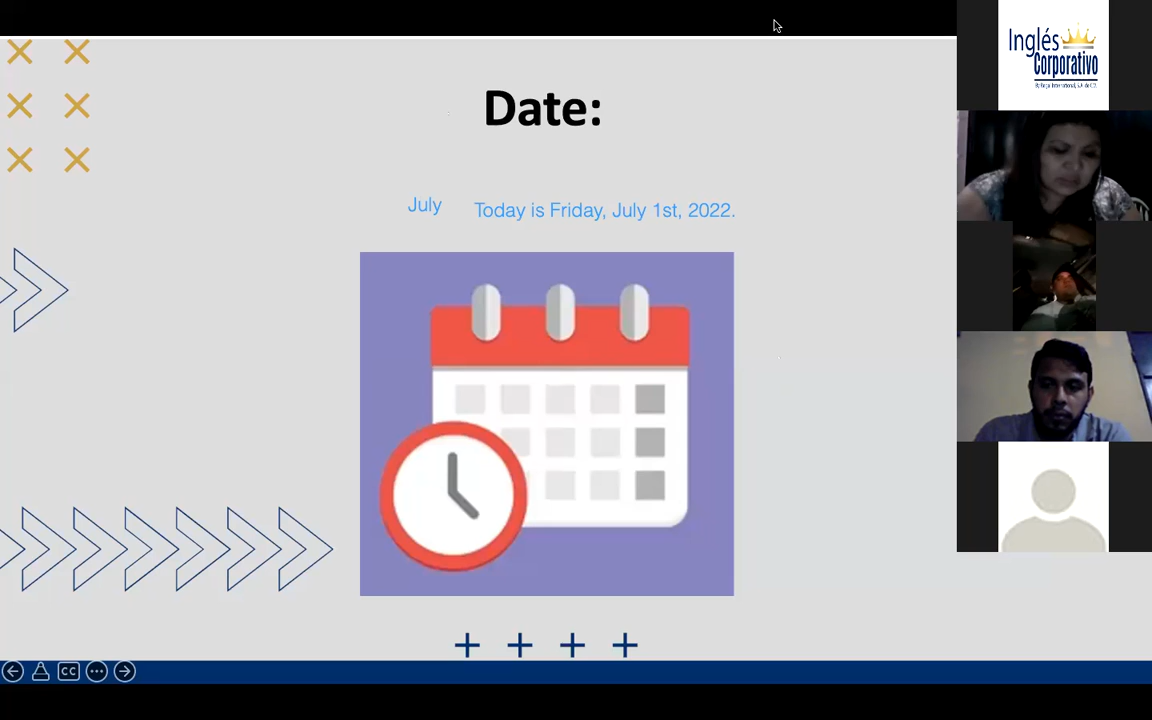 Date:
July
Today is Friday, July 1st, 2022.
Inglés
Corporativo
CC